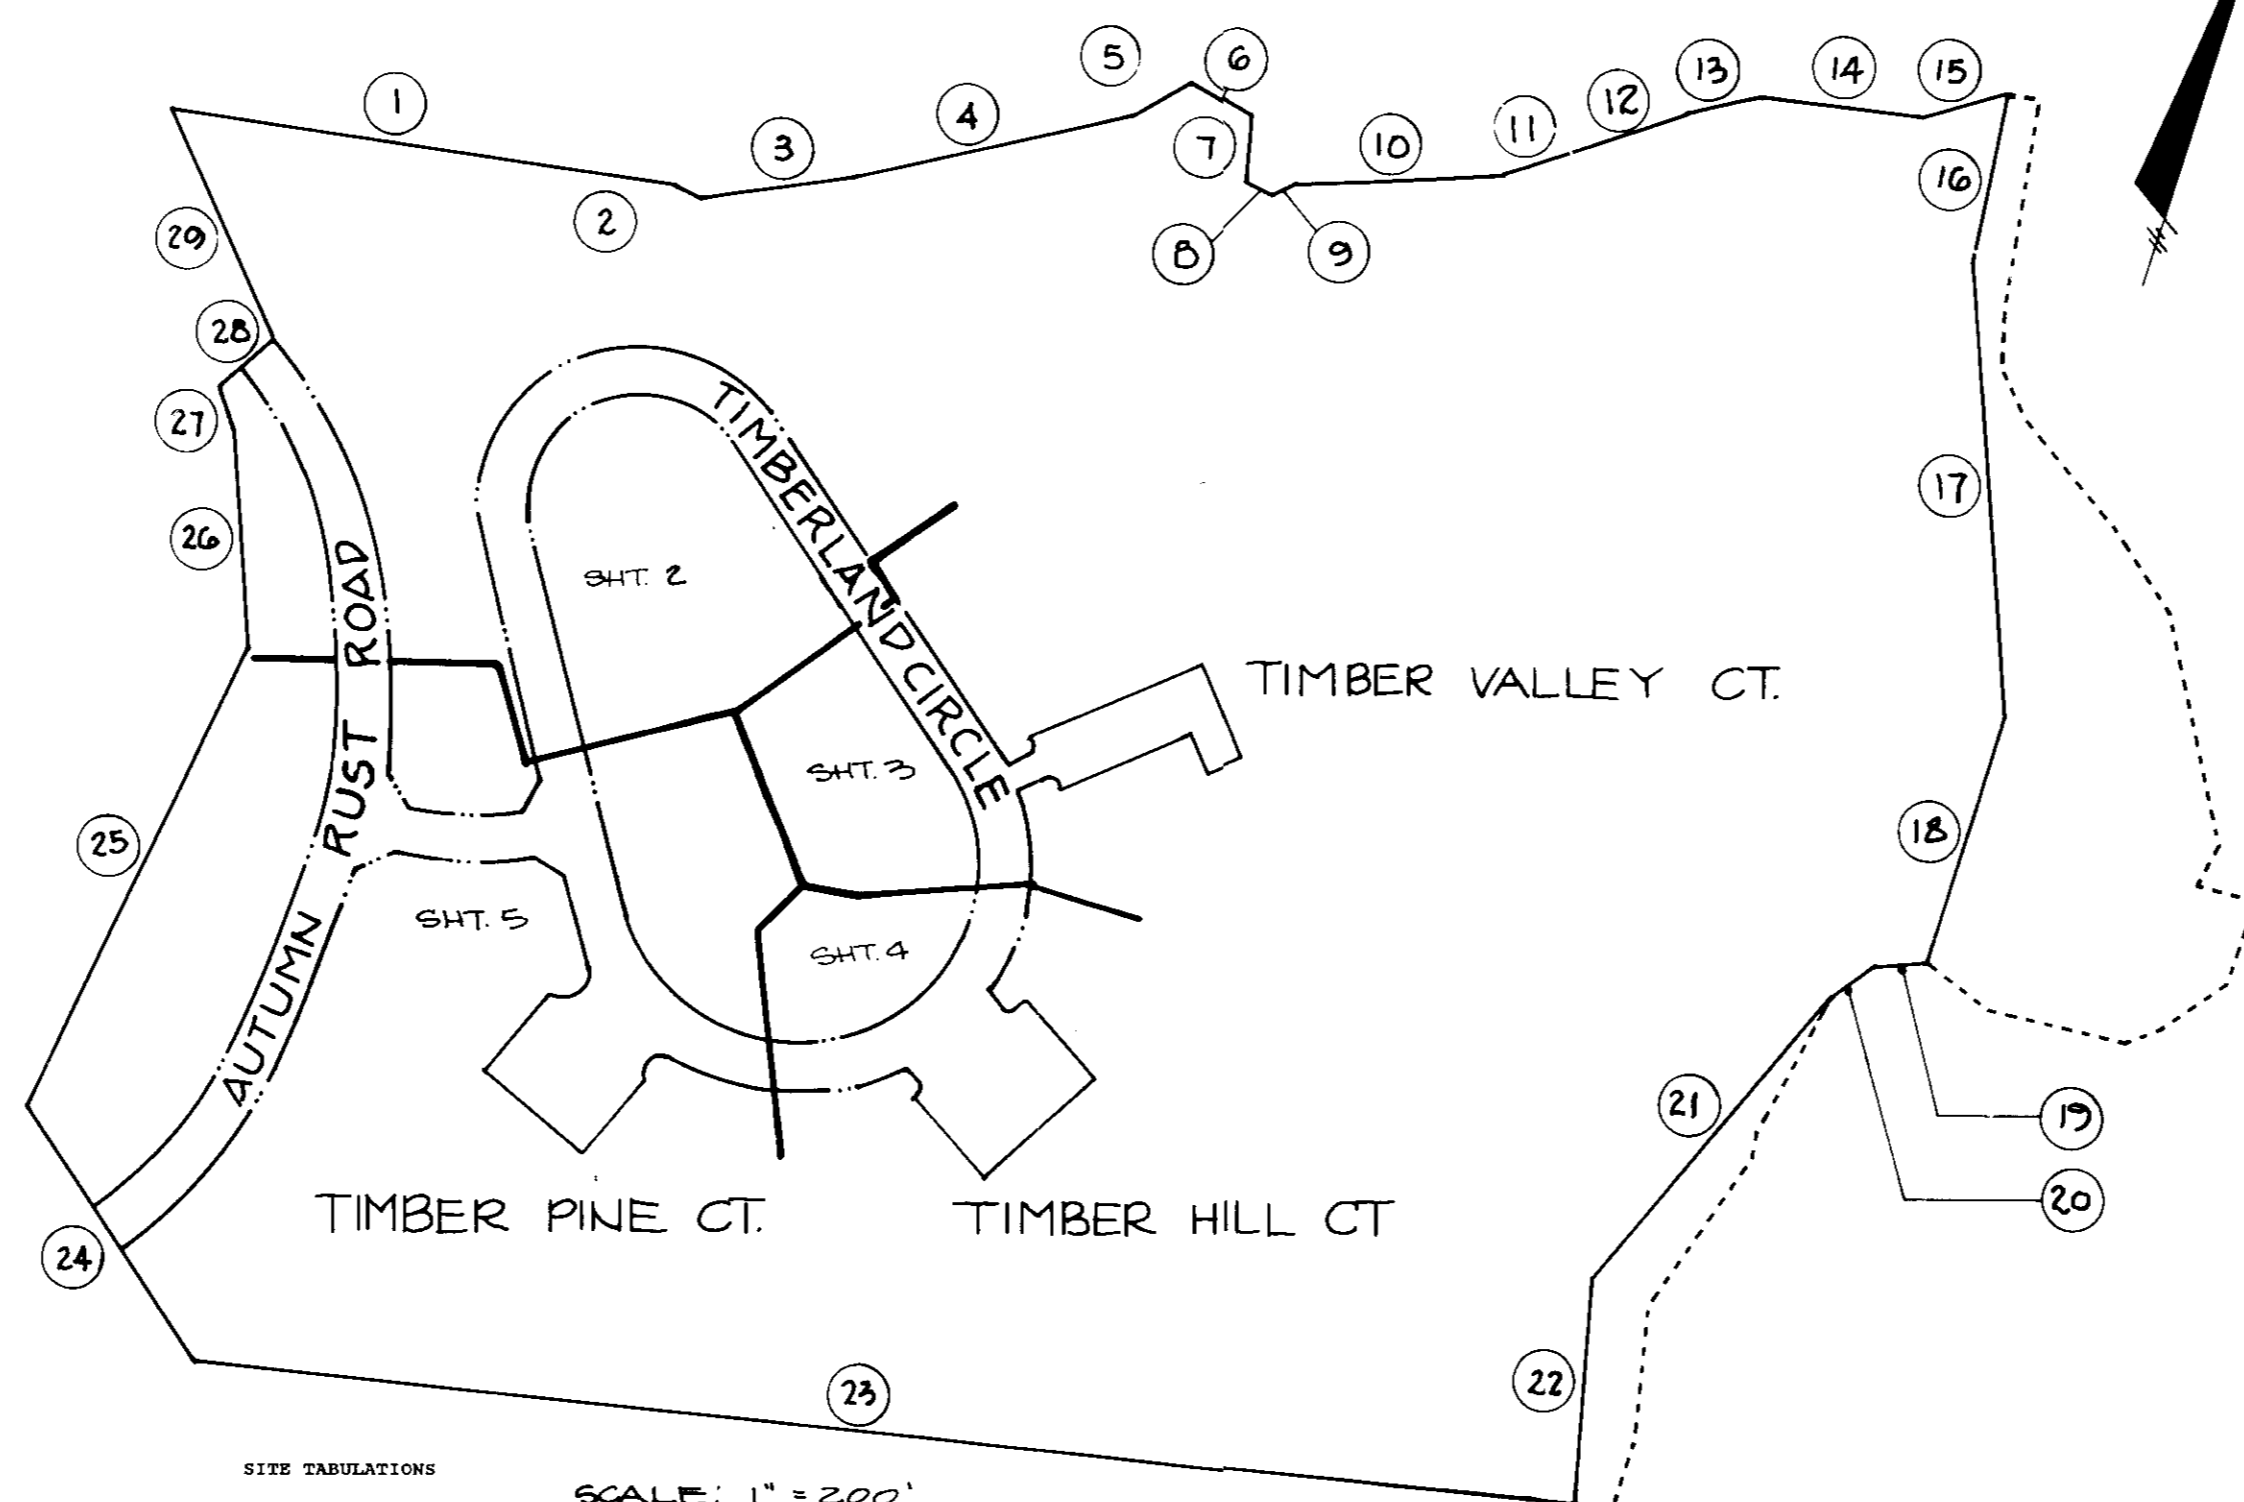 1
2
3
4
5
6
7
8
9
10
11
12
13
14
15
16
17
18
19
20
21
22
23
24
25
26
27
28
29
TIMBERLAND CIRCLE
AUTUMN RUST ROAD
SHT. 2
TIMBER VALLEY CT.
SHT. 3
SHT. 5
SHT. 4
TIMBER PINE CT.
TIMBER HILL CT
SITE TABULATIONS
SCALE: 1" = 200'